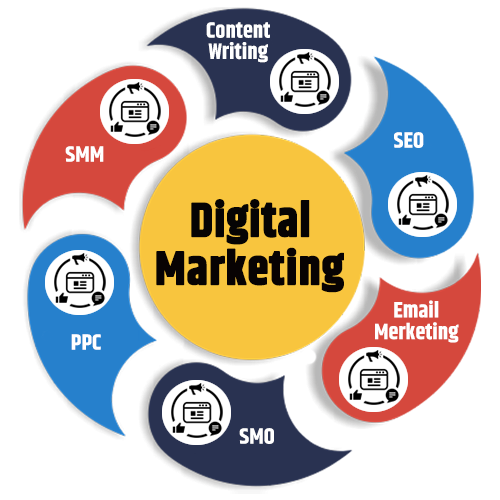 Content
Writing
SEO
Email
Merketing
SMO
PPC
SMM
Digital
Marketing